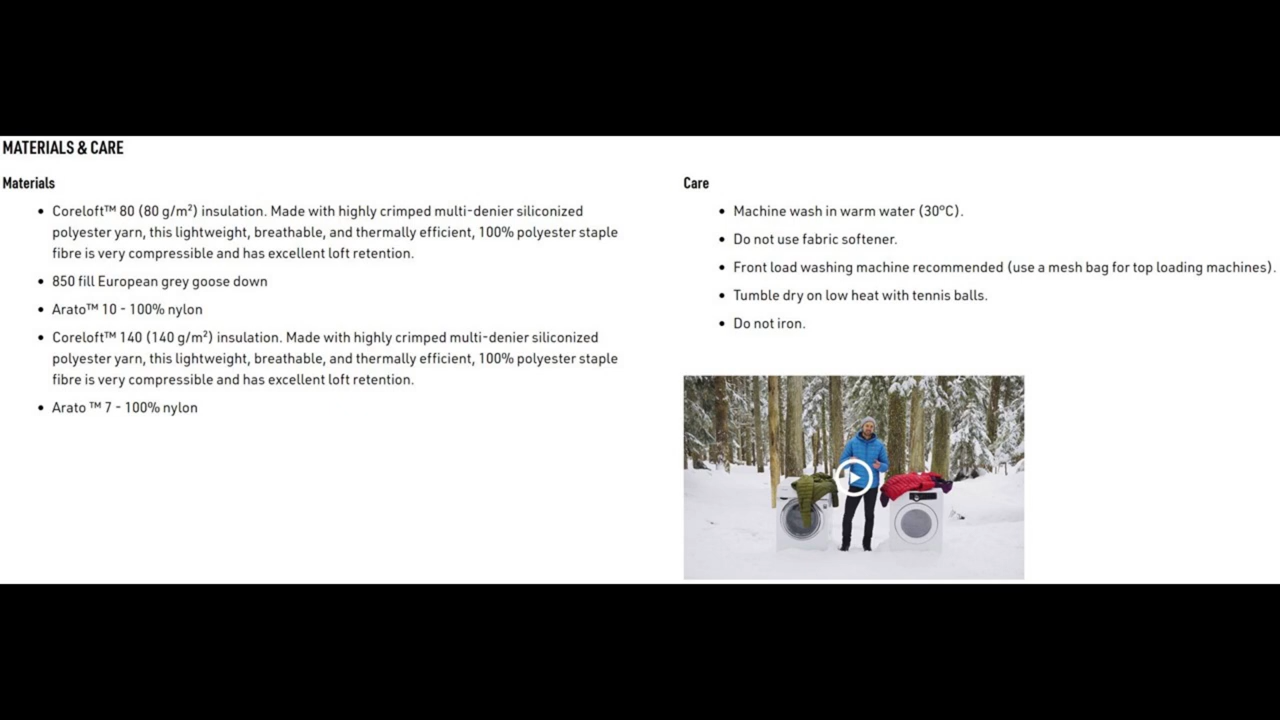 MATERIALS & CARE
Materials
• Coreloft™ 80 (80 g/m²) insulation. Made with highly crimped multi-denier siliconized
polyester yarn, this lightweight, breathable, and thermally efficient, 100% polyester staple
fibre is very compressible and has excellent loft retention.
• 850 fill European grey goose down
• Arato™ 10 - 100% nylon
• Coreloft™ 140 (140 g/m²) insulation. Made with highly crimped multi-denier siliconized
polyester yarn, this lightweight, breathable, and thermally efficient, 100% polyester staple
fibre is very compressible and has excellent loft retention.
• Arato ™ 7 - 100% nylon
Care
• Machine wash in warm water (30ºC).
• Do not use fabric softener.
• Front load washing machine recommended (use a mesh bag for top loading machines).
• Tumble dry on low heat with tennis balls.
• Do not iron.